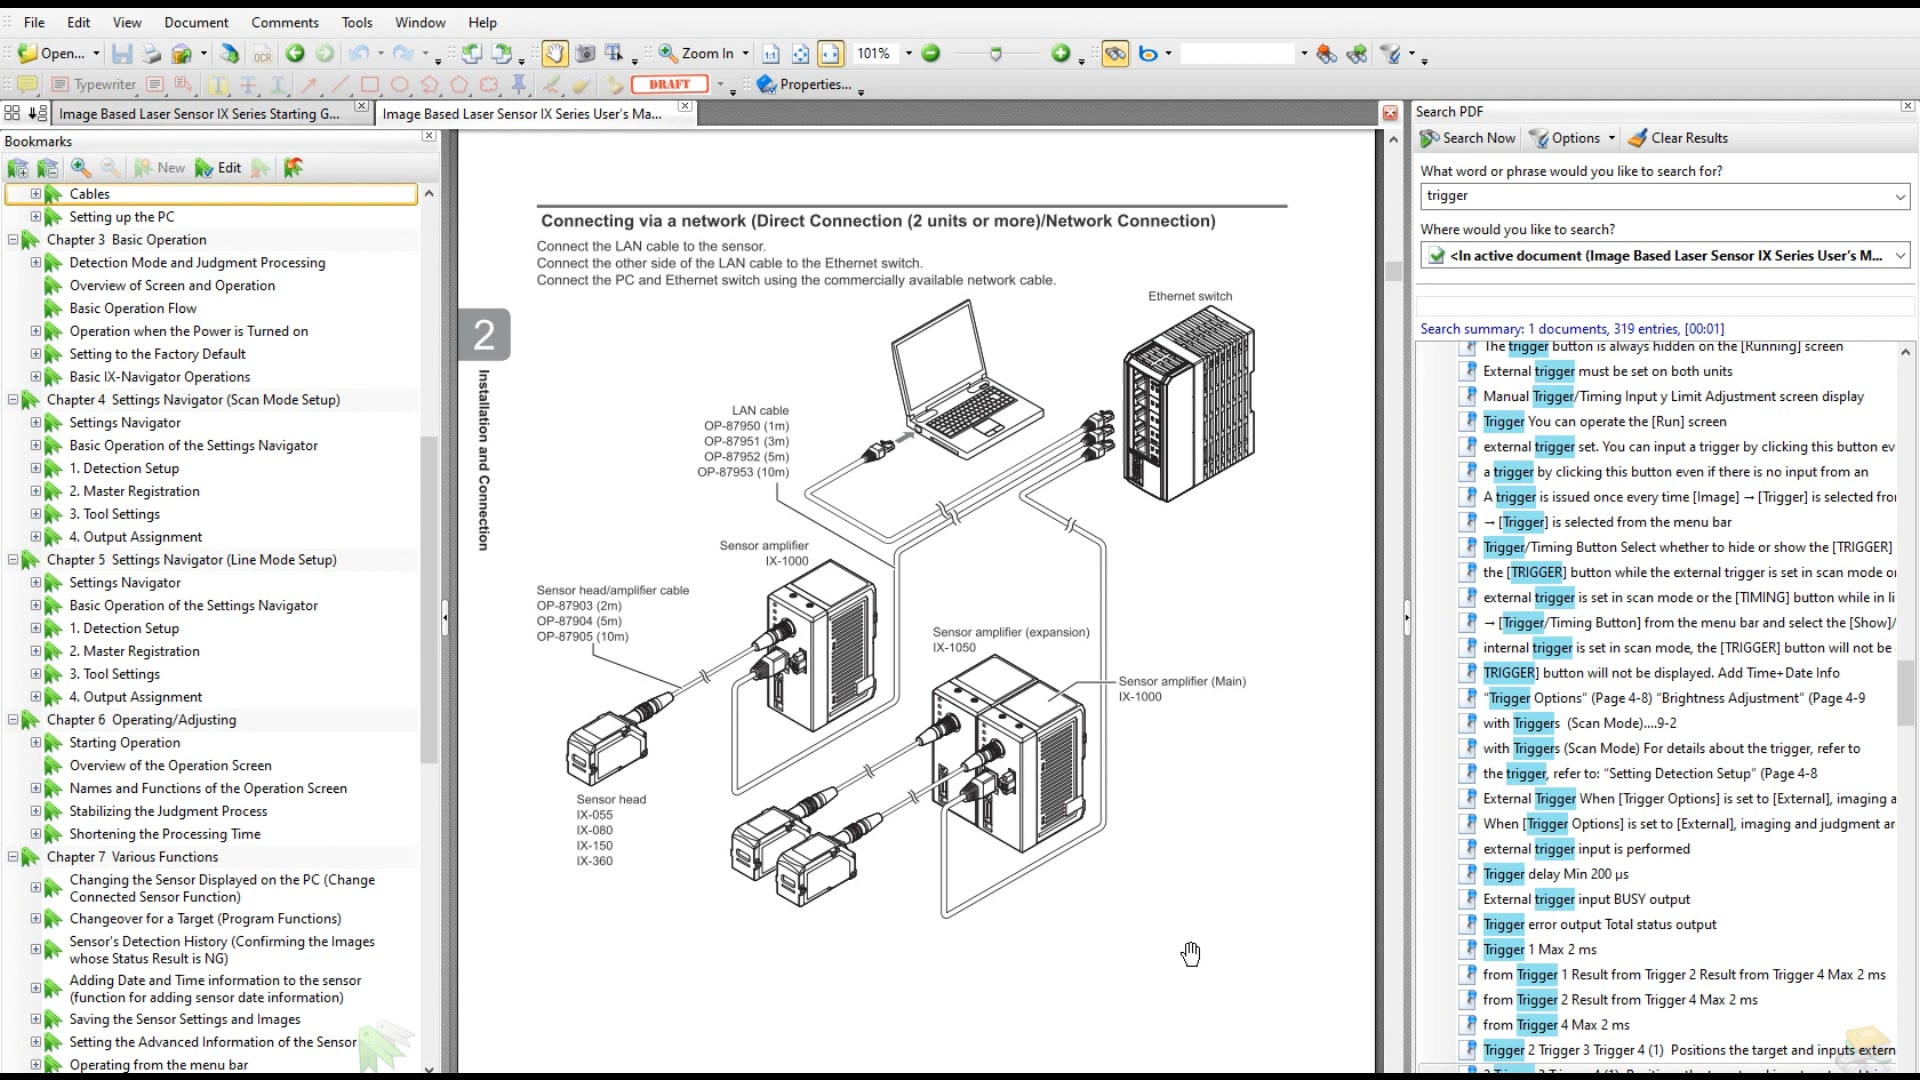 File Edit View Document Comments Tools Window Help
Open... OCR Zoom In 1:1 101%
Typewriter T T T DRAFT Properties...
Image Based Laser Sensor IX Series Starting G... Image Based Laser Sensor IX Series User's Ma...
Bookmarks
New Edit
Cables
Setting up the PC
Chapter 3 Basic Operation
Detection Mode and Judgment Processing
Overview of Screen and Operation
Basic Operation Flow
Operation when the Power is Turned on
Setting to the Factory Default
Basic IX-Navigator Operations
Chapter 4 Settings Navigator (Scan Mode Setup)
Settings Navigator
Basic Operation of the Settings Navigator
1. Detection Setup
2. Master Registration
3. Tool Settings
4. Output Assignment
Chapter 5 Settings Navigator (Line Mode Setup)
Settings Navigator
Basic Operation of the Settings Navigator
1. Detection Setup
2. Master Registration
3. Tool Settings
4. Output Assignment
Chapter 6 Operating/Adjusting
Starting Operation
Overview of the Operation Screen
Names and Functions of the Operation Screen
Stabilizing the Judgment Process
Shortening the Processing Time
Chapter 7 Various Functions
Changing the Sensor Displayed on the PC (Change
Connected Sensor Function)
Changeover for a Target (Program Functions)
Sensor's Detection History (Confirming the Images
whose Status Result is NG)
Adding Date and Time information to the sensor
(function for adding sensor date information)
Saving the Sensor Settings and Images
Setting the Advanced Information of the Sensor
Operating from the menu bar
Connecting via a network (Direct Connection (2 units or more)/Network Connection)
Connect the LAN cable to the sensor.
Connect the other side of the LAN cable to the Ethernet switch.
Connect the PC and Ethernet switch using the commercially available network cable.
2
Installation and Connection
Ethernet switch
LAN cable
OP-87950 (1m)
OP-87951 (3m)
OP-87952 (5m)
OP-87953 (10m)
Sensor amplifier
IX-1000
Sensor head/amplifier cable
OP-87903 (2m)
OP-87904 (5m)
OP-87905 (10m)
Sensor amplifier (expansion)
IX-1050
Sensor amplifier (Main)
IX-1000
Sensor head
IX-055
IX-080
IX-150
IX-360
Search PDF
Search Now Options Clear Results
What word or phrase would you like to search for?
trigger
Where would you like to search?
<In active document (Image Based Laser Sensor IX Series User's M...
Search summary: 1 documents, 319 entries, [00:01]
The trigger button is always hidden on the [Running] screen
External trigger must be set on both units
Manual Trigger/Timing Input y Limit Adjustment screen display
Trigger You can operate the [Run] screen
external trigger set. You can input a trigger by clicking this button ev
a trigger by clicking this button even if there is no input from an
A trigger is issued once every time [Image] → [Trigger] is selected fro
→ [Trigger] is selected from the menu bar
Trigger/Timing Button Select whether to hide or show the [TRIGGER]
the [TRIGGER] button while the external trigger is set in scan mode o
external trigger is set in scan mode or the [TIMING] button while in li
→ [Trigger/Timing Button] from the menu bar and select the [Show]/
internal trigger is set in scan mode, the [TRIGGER] button will not be
TRIGGER] button will not be displayed. Add Time+Date Info
“Trigger Options” (Page 4-8) “Brightness Adjustment” (Page 4-9
with Triggers (Scan Mode)....9-2
with Triggers (Scan Mode) For details about the trigger, refer to
the trigger, refer to: “Setting Detection Setup” (Page 4-8
External Trigger When [Trigger Options] is set to [External], imaging a
When [Trigger Options] is set to [External], imaging and judgment ar
external trigger input is performed
Trigger delay Min 200 μs
External trigger input BUSY output
Trigger error output Total status output
Trigger 1 Max 2 ms
from Trigger 1 Result from Trigger 2 Result from Trigger 4 Max 2 ms
from Trigger 2 Result from Trigger 4 Max 2 ms
from Trigger 4 Max 2 ms
Trigger 2 Trigger 3 Trigger 4 (1) Positions the target and inputs extern